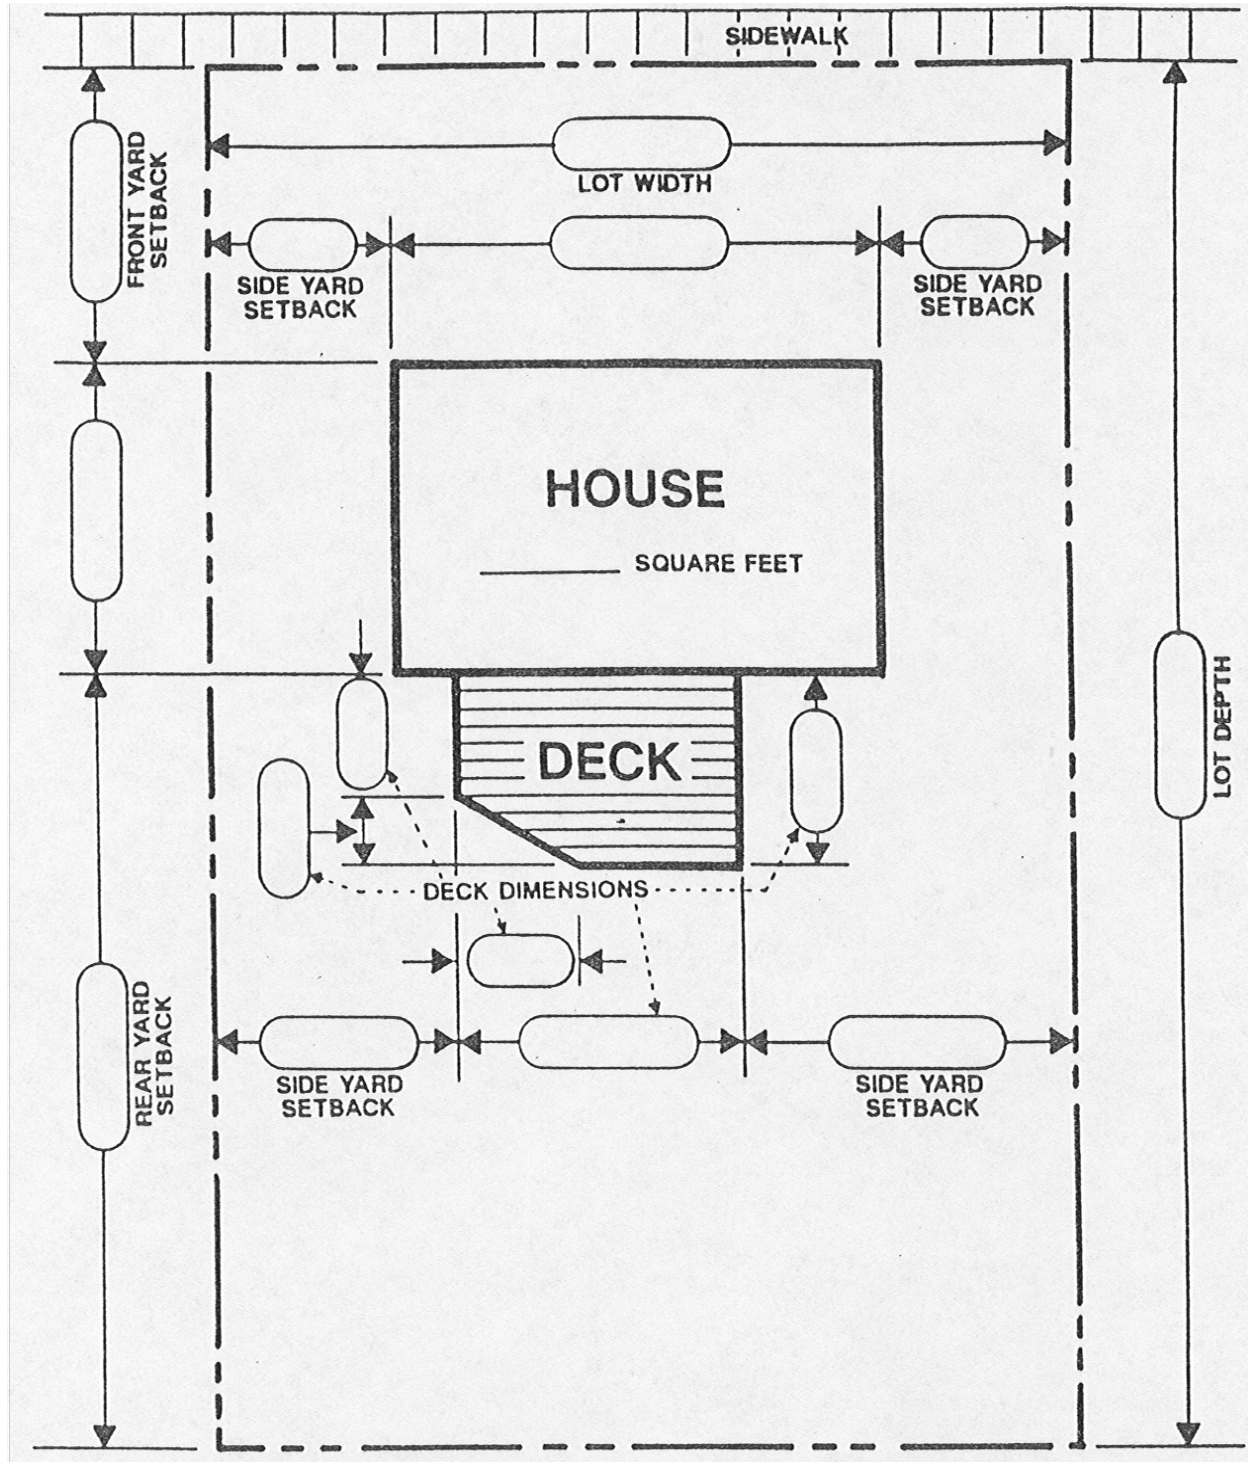 SIDEWALK
FRONT YARD
SETBACK
LOT WIDTH
SIDE YARD
SETBACK
SIDE YARD
SETBACK
HOUSE
SQUARE FEET
LOT DEPTH
DECK
DECK DIMENSIONS
REAR YARD
SETBACK
SIDE YARD
SETBACK
SIDE YARD
SETBACK